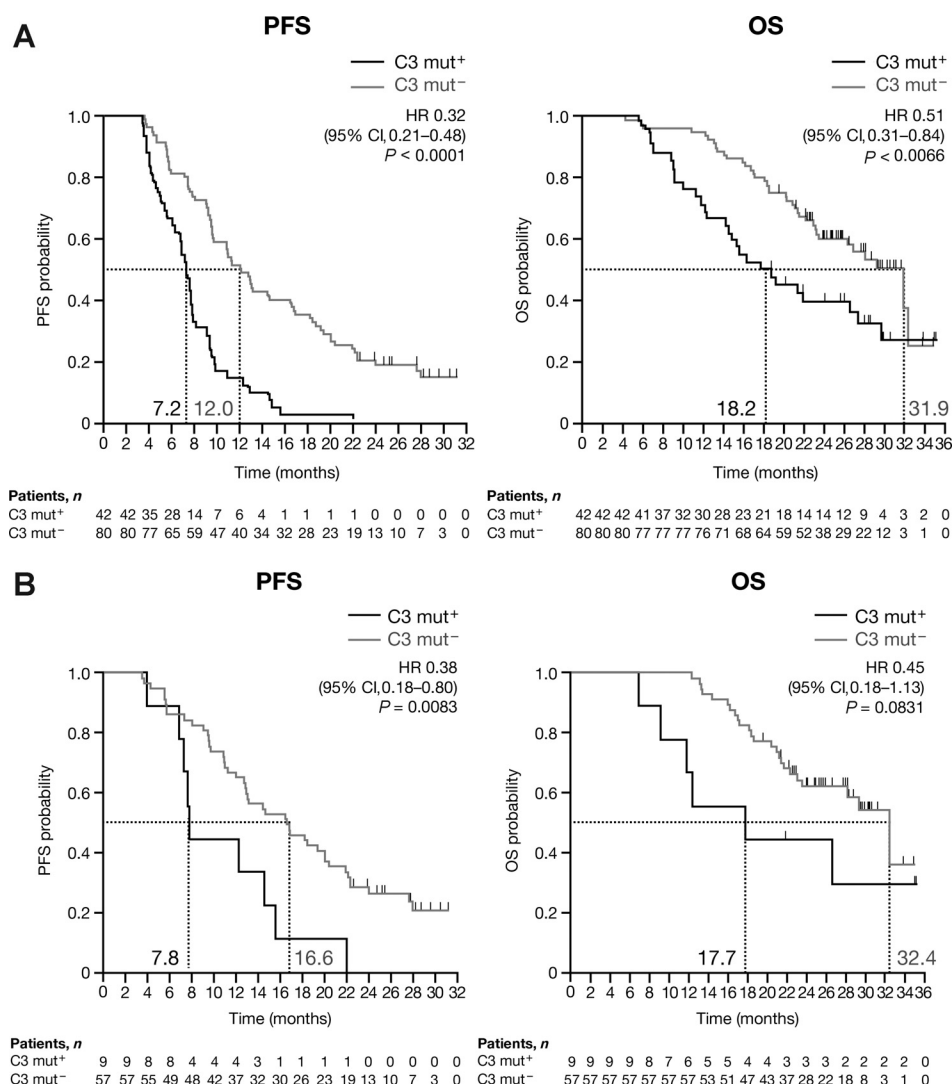 A
PFS
C3 mut+
C3 mut−
HR 0.32
(95% CI,0.21–0.48)
P < 0.0001
1.0
0.8
0.6
0.4
0.2
0
PFS probability
7.2
12.0
0 2 4 6 8 10 12 14 16 18 20 22 24 26 28 30 32
Time (months)
Patients, n
C3 mut+ 42 42 35 28 14 7 6 4 1 1 1 1 0 0 0 0 0
C3 mut− 80 80 77 65 59 47 40 34 32 28 23 19 13 10 7 3 0
OS
C3 mut+
C3 mut−
HR 0.51
(95% CI,0.31–0.84)
P < 0.0066
1.0
0.8
0.6
0.4
0.2
0
OS probability
18.2
31.9
0 2 4 6 8 10 12 14 16 18 20 22 24 26 28 30 32 34 36
Time (months)
Patients, n
C3 mut+ 42 42 42 41 37 32 30 28 23 21 18 14 14 12 9 4 3 2 0
C3 mut− 80 80 80 77 77 77 76 71 68 64 59 52 38 29 22 12 3 1 0
B
PFS
C3 mut+
C3 mut−
HR 0.38
(95% CI,0.18–0.80)
P = 0.0083
1.0
0.8
0.6
0.4
0.2
0
PFS probability
7.8
16.6
0 2 4 6 8 10 12 14 16 18 20 22 24 26 28 30 32
Time (months)
Patients, n
C3 mut+ 9 9 8 8 4 4 4 3 1 1 1 1 0 0 0 0 0
C3 mut− 57 57 55 49 48 42 37 32 30 26 23 19 13 10 7 3 0
OS
C3 mut+
C3 mut−
HR 0.45
(95% CI,0.18–1.13)
P = 0.0831
1.0
0.8
0.6
0.4
0.2
0
OS probability
17.7
32.4
0 2 4 6 8 10 12 14 16 18 20 22 24 26 28 30 32 34 36
Time (months)
Patients, n
C3 mut+ 9 9 9 9 8 7 6 5 5 4 4 3 3 3 2 2 2 2 0
C3 mut− 57 57 57 57 57 57 57 53 51 47 43 37 28 22 18 8 3 1 0